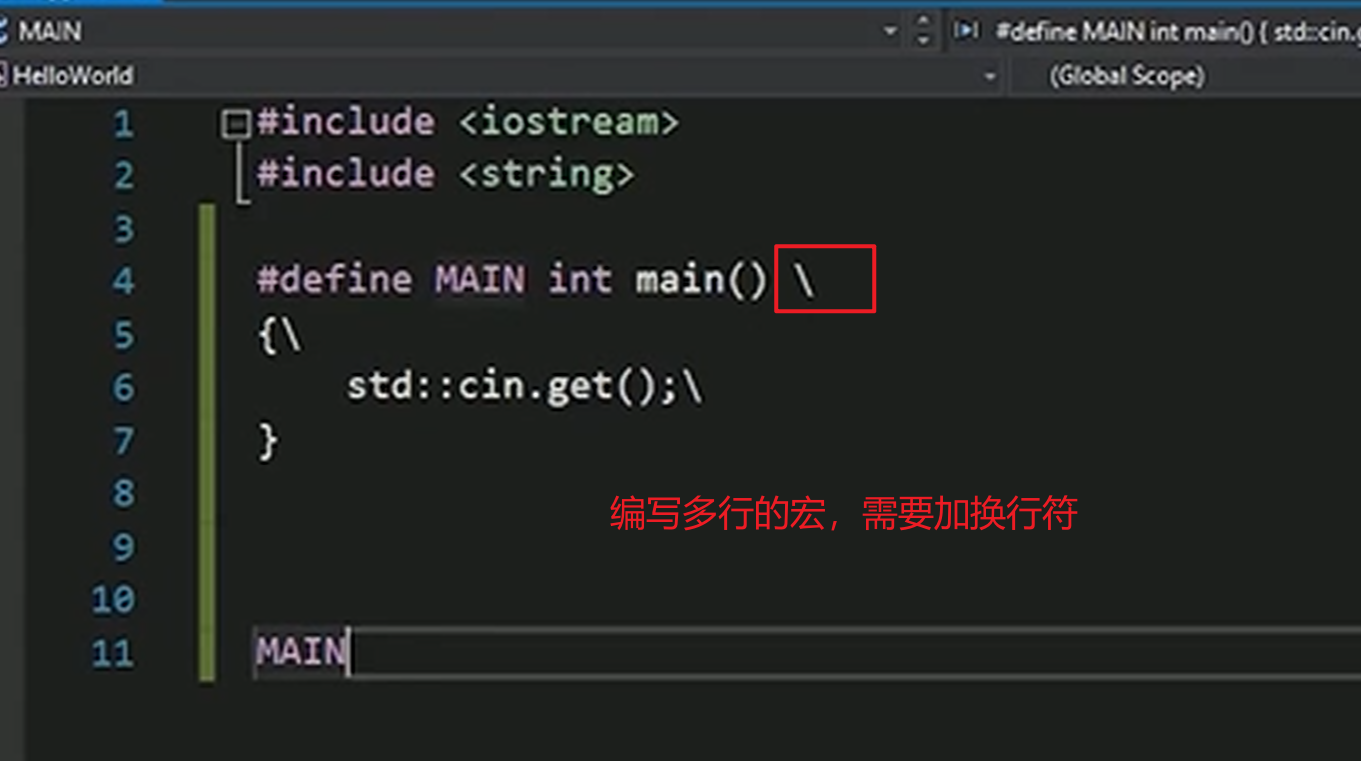 MAIN
#define MAIN int main() { std::cin.g
HelloWorld
(Global Scope)
1 #include <iostream>
2 #include <string>
3
4 #define MAIN int main() \
5 {\
6 std::cin.get();\
7 }
8
编写多行的宏，需要加换行符
9
10
11 MAIN